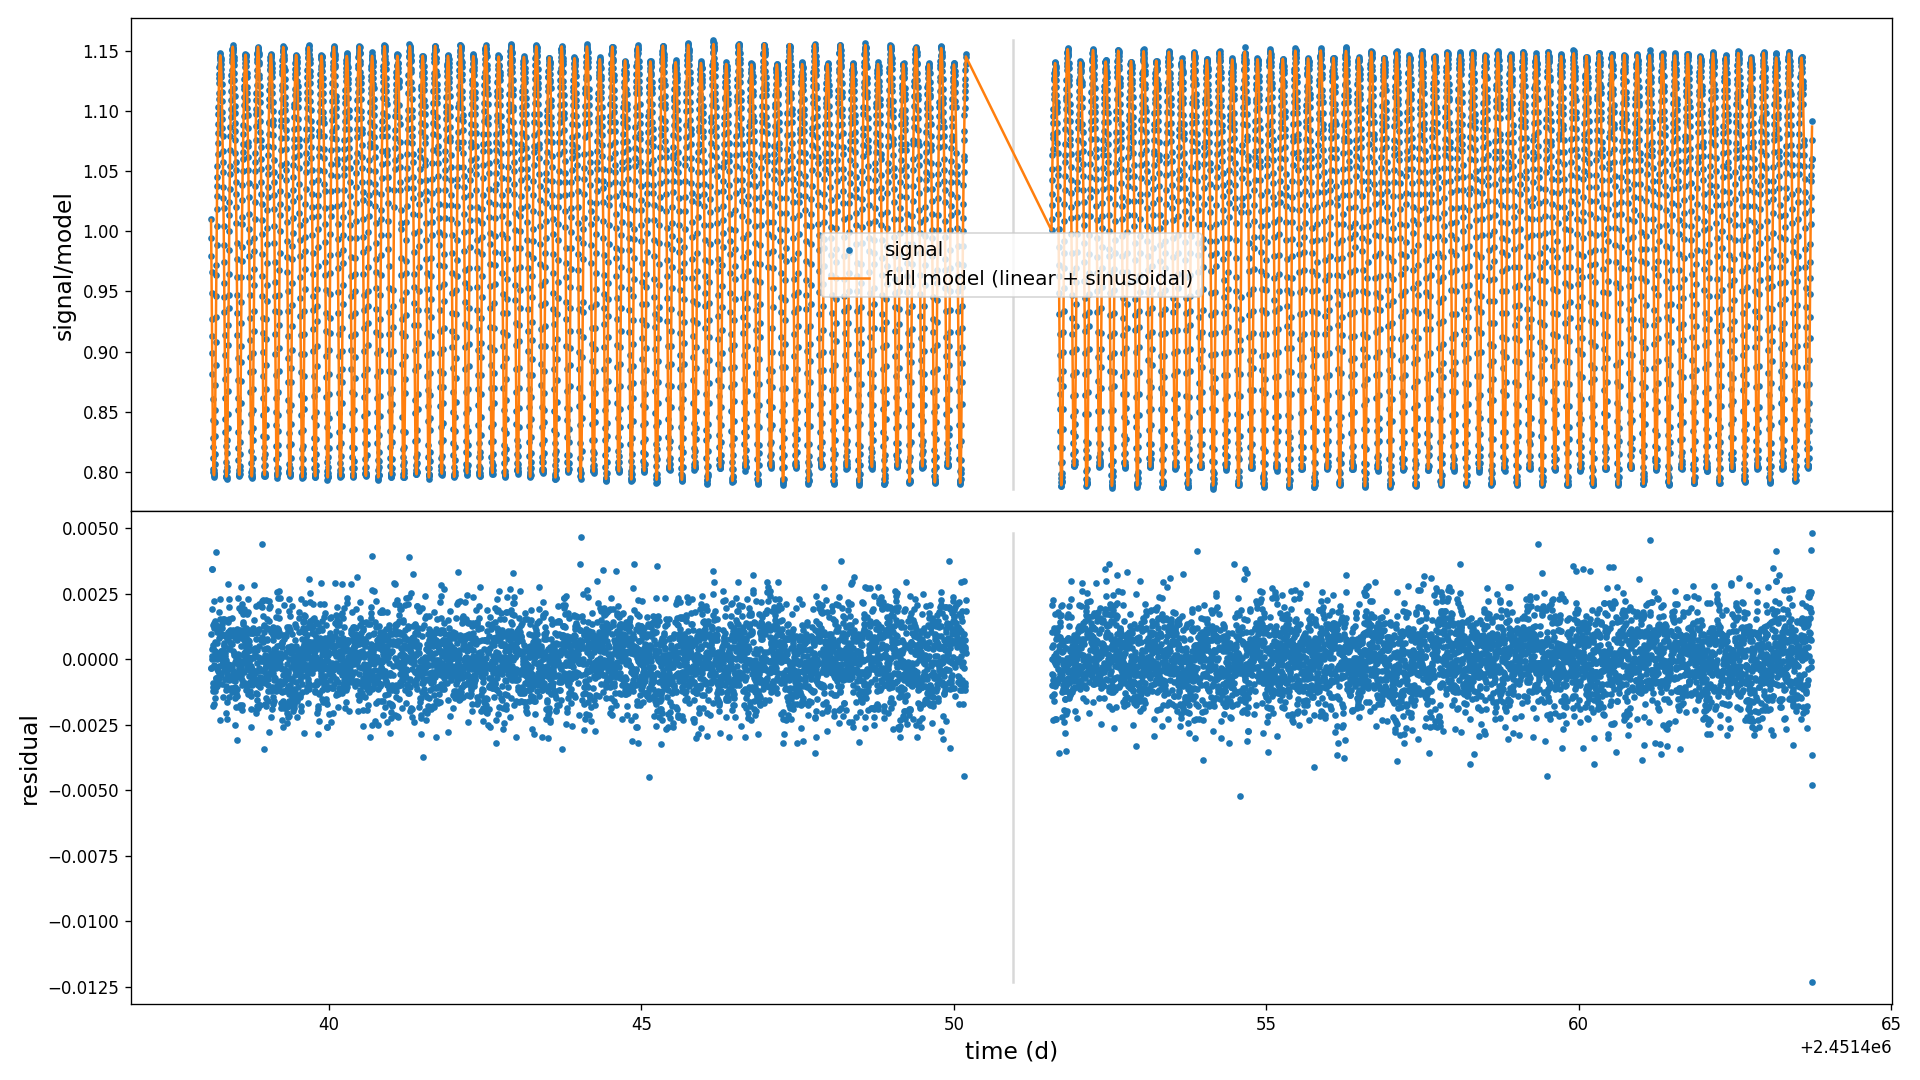 1.15
1.10
1.05
1.00
0.95
0.90
0.85
0.80
signal/model
signal
full model (linear + sinusoidal)
0.0050
0.0025
0.0000
−0.0025
−0.0050
−0.0075
−0.0100
−0.0125
residual
40 45 50 55 60 65
time (d)
+2.4514e6